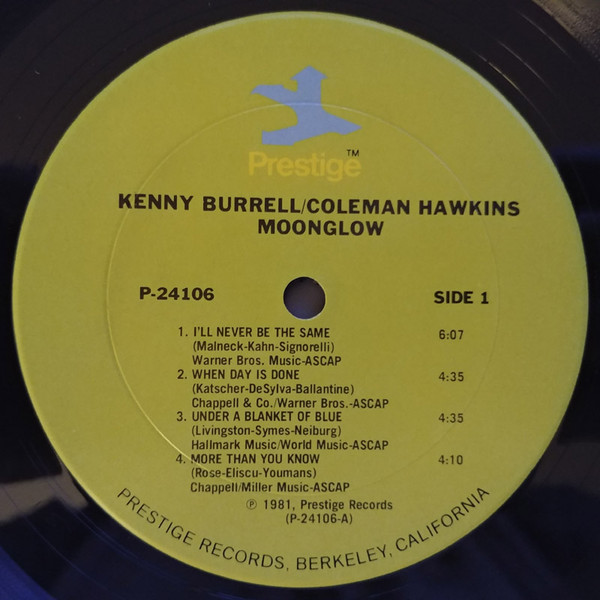 Prestige™
KENNY BURRELL/COLEMAN HAWKINS
MOONGLOW
P-24106
SIDE 1
1. I'LL NEVER BE THE SAME 6:07
(Malneck-Kahn-Signorelli)
Warner Bros. Music-ASCAP
2. WHEN DAY IS DONE 4:35
(Katscher-DeSylva-Ballantine)
Chappell & Co./Warner Bros.-ASCAP
3. UNDER A BLANKET OF BLUE 4:35
(Livingston-Symes-Neiburg)
Hallmark Music/World Music-ASCAP
4. MORE THAN YOU KNOW 4:10
(Rose-Eliscu-Youmans)
Chappell/Miller Music-ASCAP
℗ 1981, Prestige Records
(P-24106-A)
PRESTIGE RECORDS, BERKELEY, CALIFORNIA